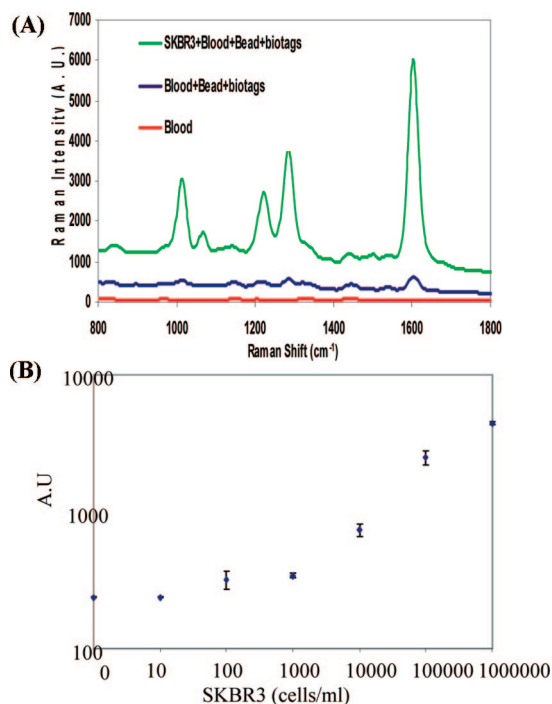 (A)
7000
6000
5000
4000
3000
2000
1000
0
Raman Intensity (A. U.)
SKBR3+Blood+Bead+biotags
Blood+Bead+biotags
Blood
800 1000 1200 1400 1600 1800
Raman Shift (cm-1)
(B)
10000
1000
100
A.U
0 10 100 1000 10000 100000 1000000
SKBR3 (cells/ml)